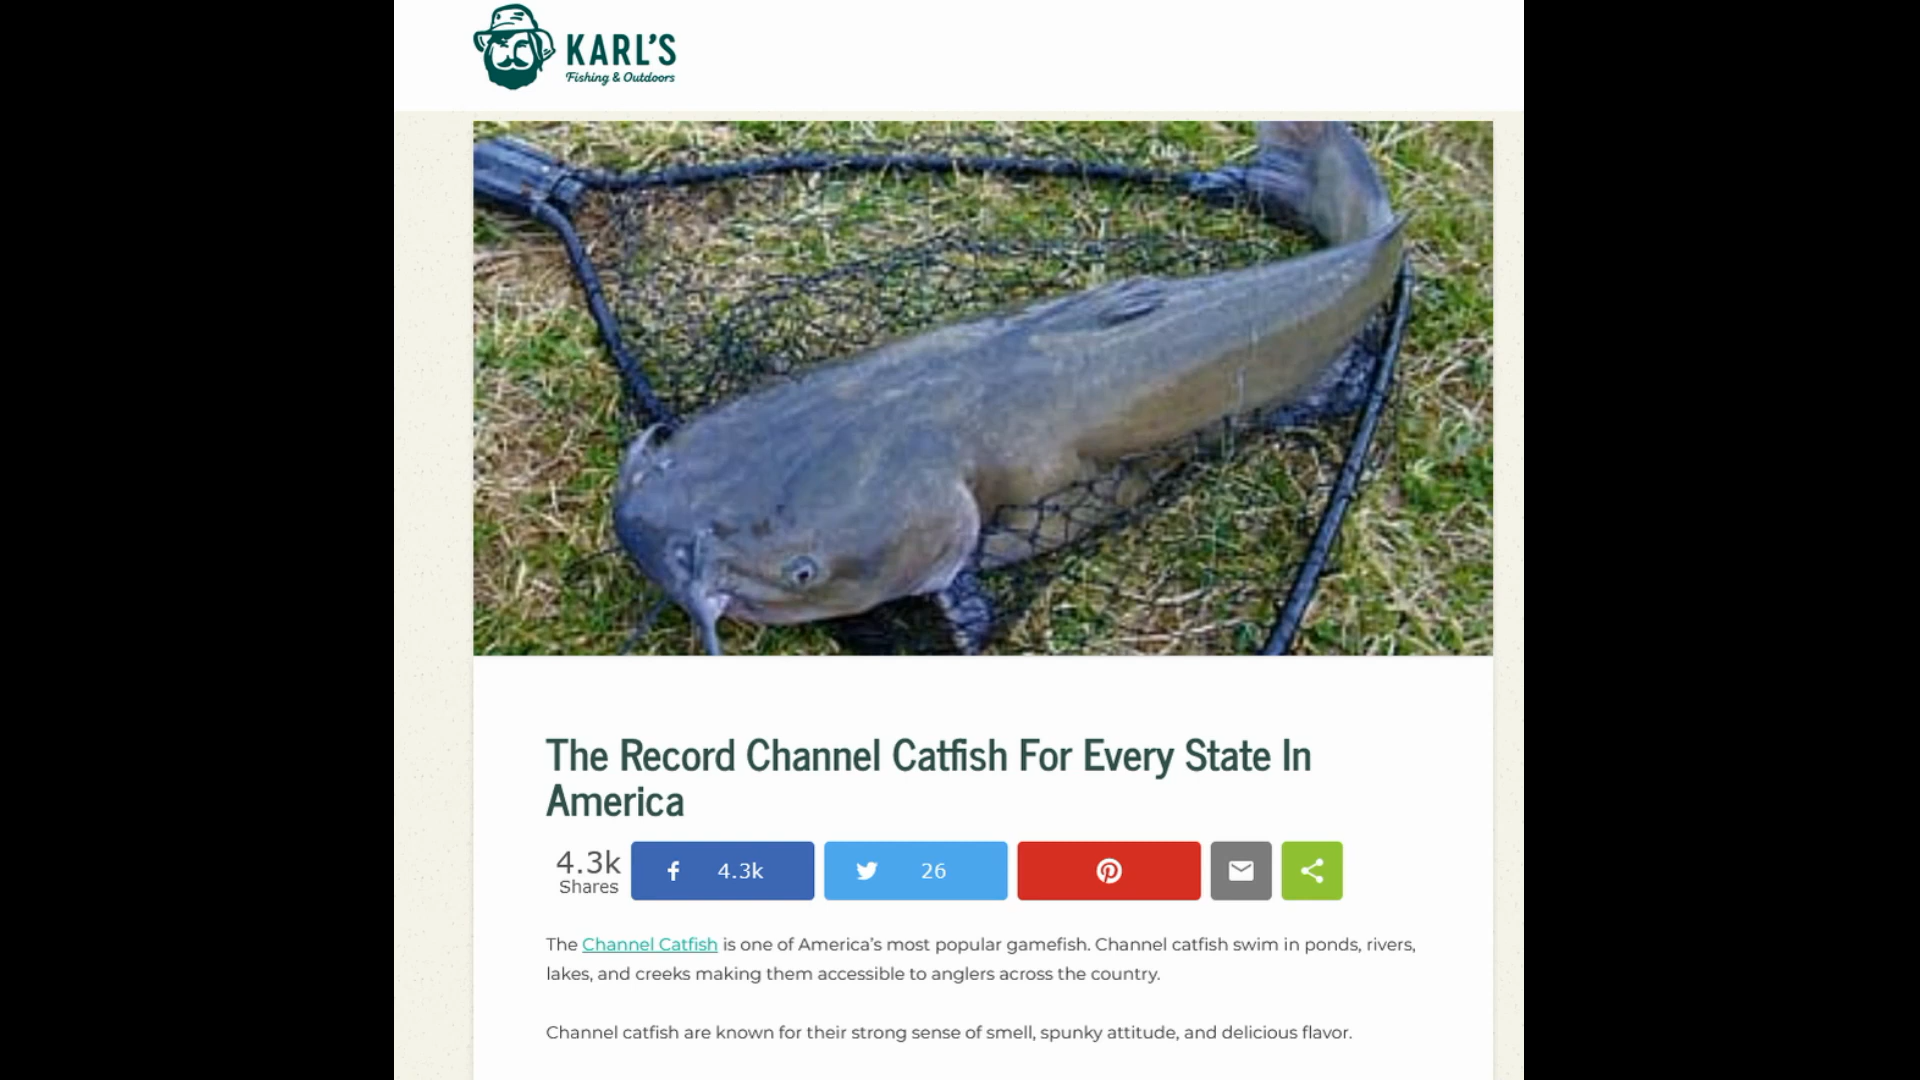 KARL'S
Fishing & Outdoors
The Record Channel Catfish For Every State In
America
4.3k
Shares
4.3k
26
The Channel Catfish is one of America’s most popular gamefish. Channel catfish swim in ponds, rivers,
lakes, and creeks making them accessible to anglers across the country.
Channel catfish are known for their strong sense of smell, spunky attitude, and delicious flavor.